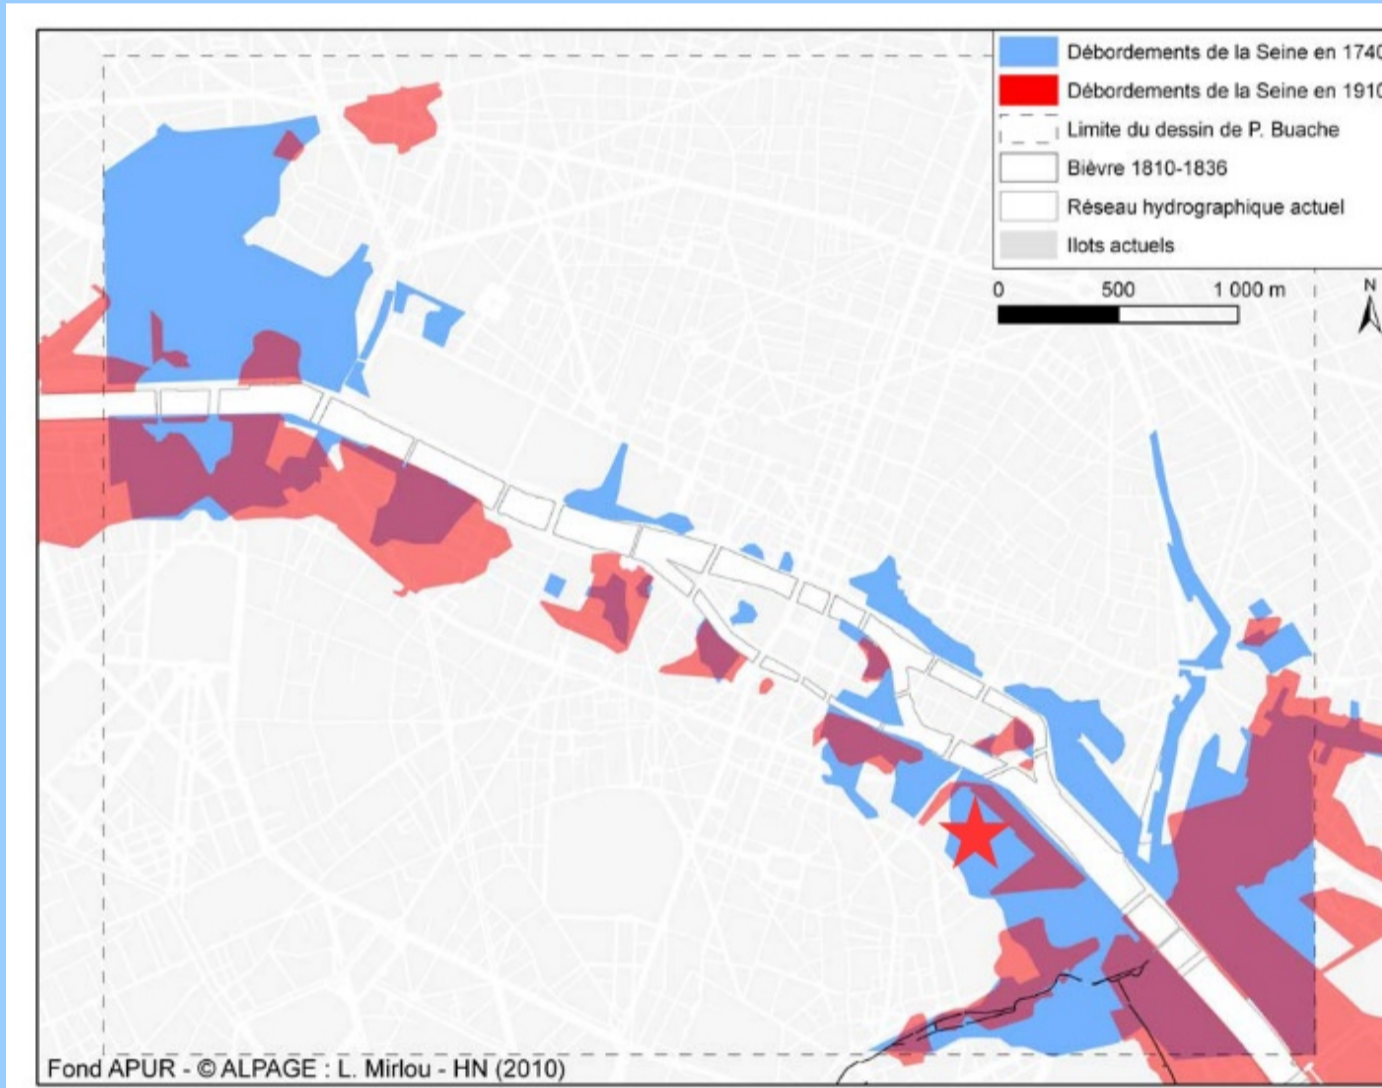 Débordements de la Seine en 1740
Débordements de la Seine en 1910
Limite du dessin de P. Buache
Bièvre 1810-1836
Réseau hydrographique actuel
Ilots actuels
0 500 1 000 m
N
Fond APUR - © ALPAGE : L. Mirlou - HN (2010)